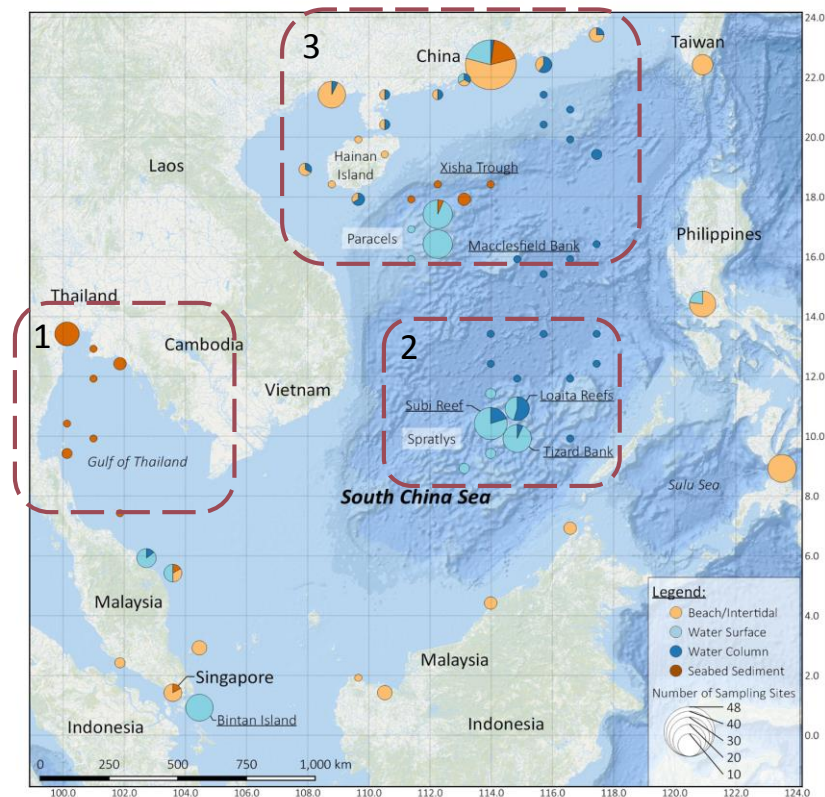 3
China
Taiwan
24.0
22.0
20.0
18.0
16.0
14.0
12.0
10.0
8.0
6.0
4.0
2.0
0.0
Laos
Hainan
Island
Xisha Trough
Paracels
Macclesfield Bank
Philippines
Thailand
1
Cambodia
2
Vietnam
Subi Reef
Loaita Reefs
Spratlys
Tizard Bank
Gulf of Thailand
South China Sea
Sulu Sea
Malaysia
Singapore
Malaysia
Indonesia
Bintan Island
Indonesia
Legend:
Beach/Intertidal
Water Surface
Water Column
Seabed Sediment
Number of Sampling Sites
48
40
30
20
10
0 250 500 750 1,000 km
100.0 102.0 104.0 106.0 108.0 110.0 112.0 114.0 116.0 118.0 120.0 122.0 124.0